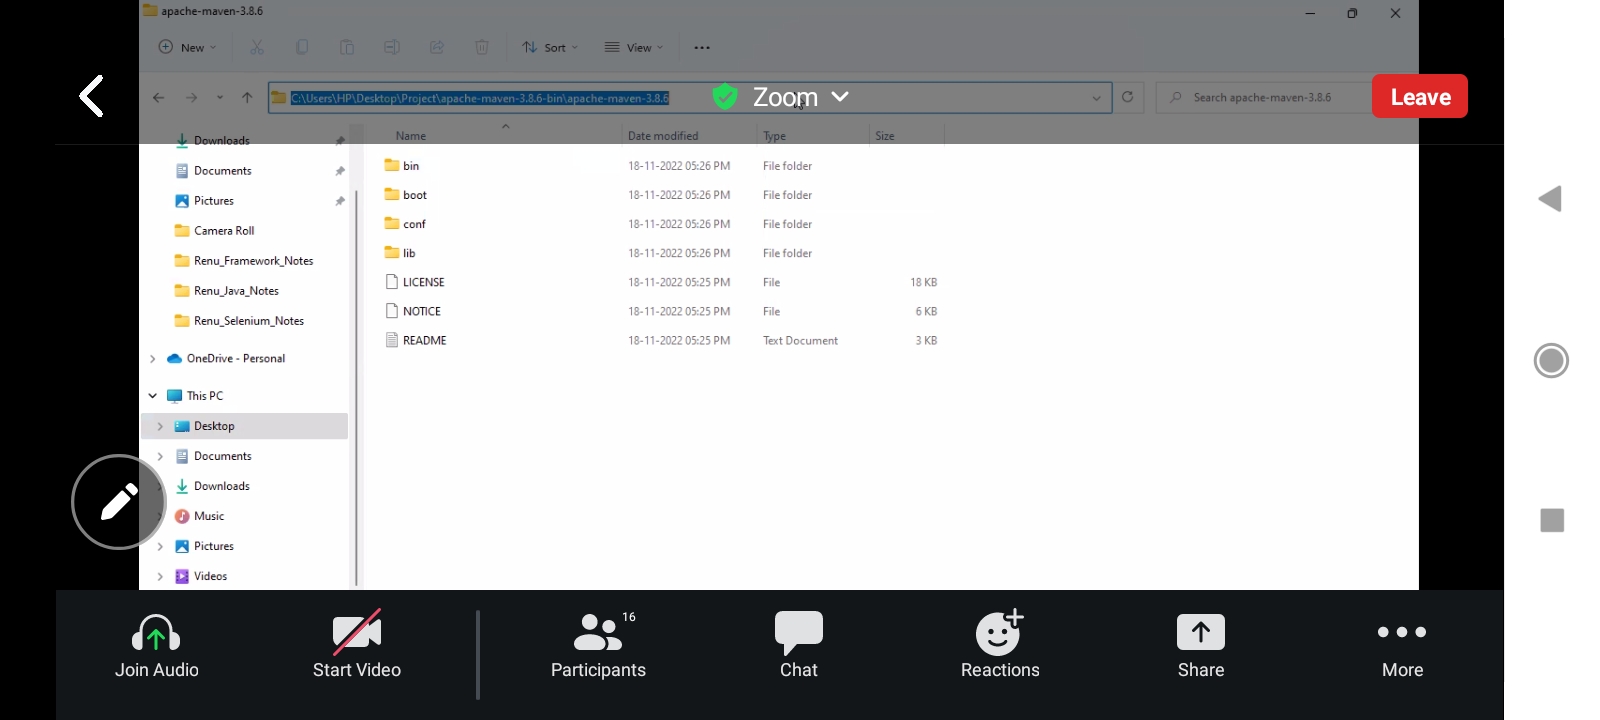 apache-maven-3.8.6
New
Sort
View
C:\Users\HP\Desktop\Project\apache-maven-3.8.6-bin\apache-maven-3.8.6
Zoom
Search apache-maven-3.8.6
Leave
Name Date modified Type Size
Downloads
Documents
Pictures
Camera Roll
Renu_Framework_Notes
Renu_Java_Notes
Renu_Selenium_Notes
OneDrive - Personal
This PC
Desktop
Documents
Downloads
Music
Pictures
Videos
bin 18-11-2022 05:26 PM File folder
boot 18-11-2022 05:26 PM File folder
conf 18-11-2022 05:26 PM File folder
lib 18-11-2022 05:26 PM File folder
LICENSE 18-11-2022 05:25 PM File 18 KB
NOTICE 18-11-2022 05:25 PM File 6 KB
README 18-11-2022 05:25 PM Text Document 3 KB
16
Join Audio Start Video Participants Chat Reactions Share More